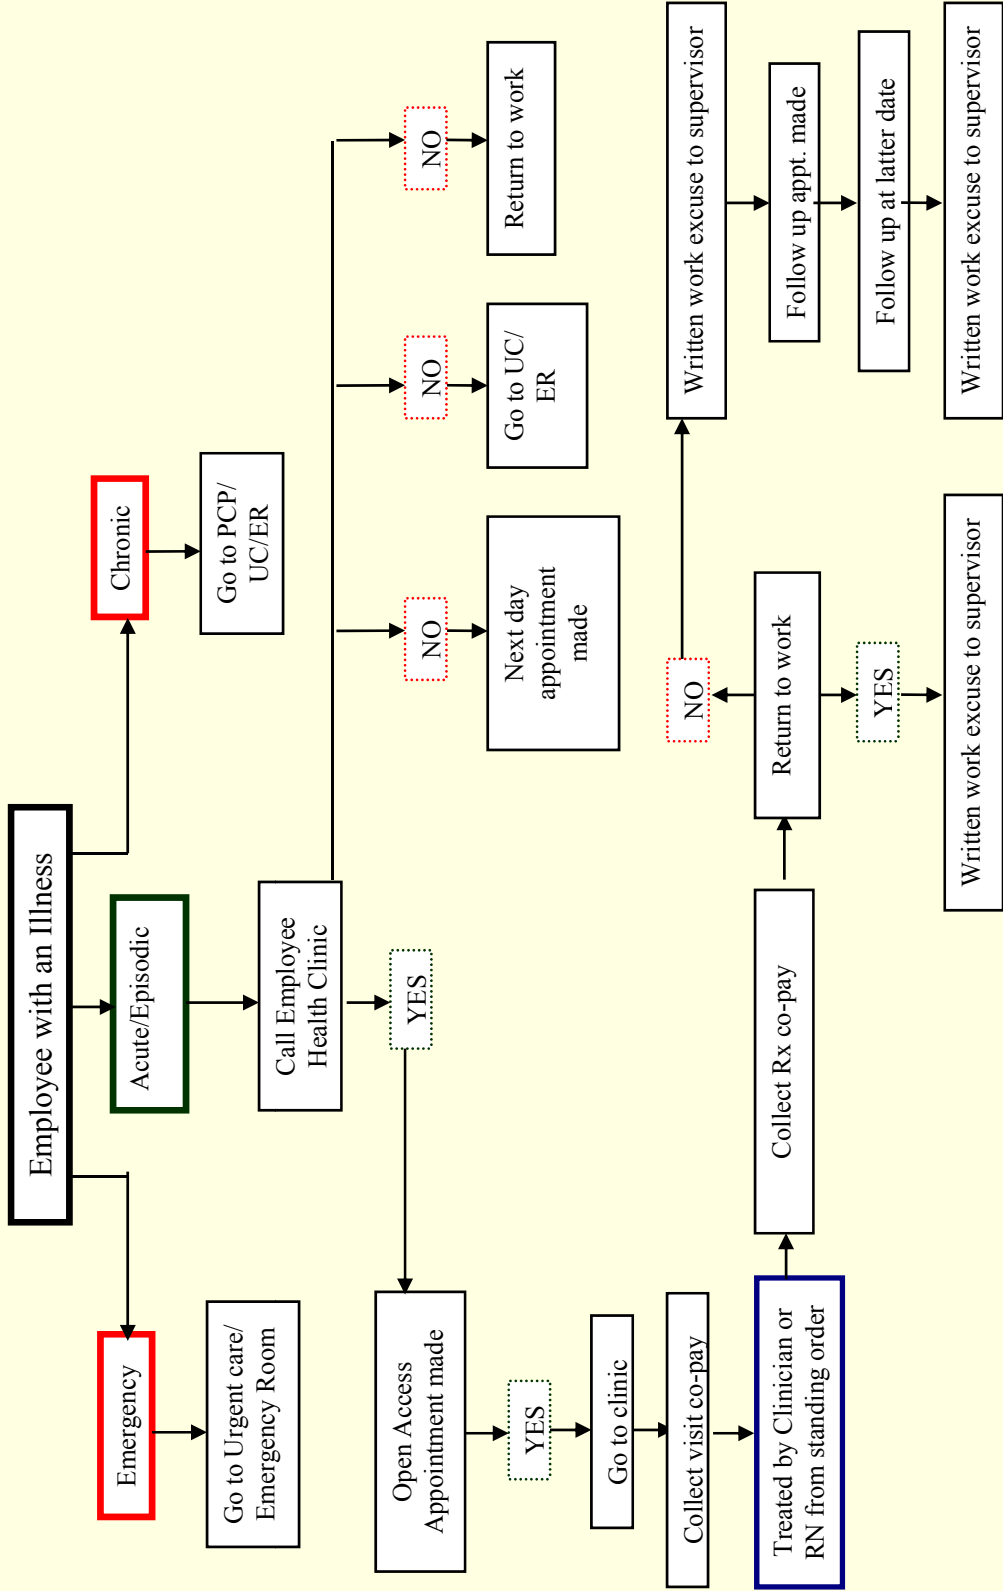 Employee with an Illness
Emergency
Acute/Episodic
Chronic
Go to Urgent care/
Emergency Room
Call Employee
Health Clinic
Go to PCP/
UC/ER
YES
NO
NO
NO
Open Access
Appointment made
Next day
appointment
made
Go to UC/
ER
Return to work
YES
Go to clinic
Collect visit co-pay
Treated by Clinician or
RN from standing order
Collect Rx co-pay
Return to work
NO
YES
Written work excuse to supervisor
Written work excuse to supervisor
Follow up appt. made
Follow up at latter date
Written work excuse to supervisor